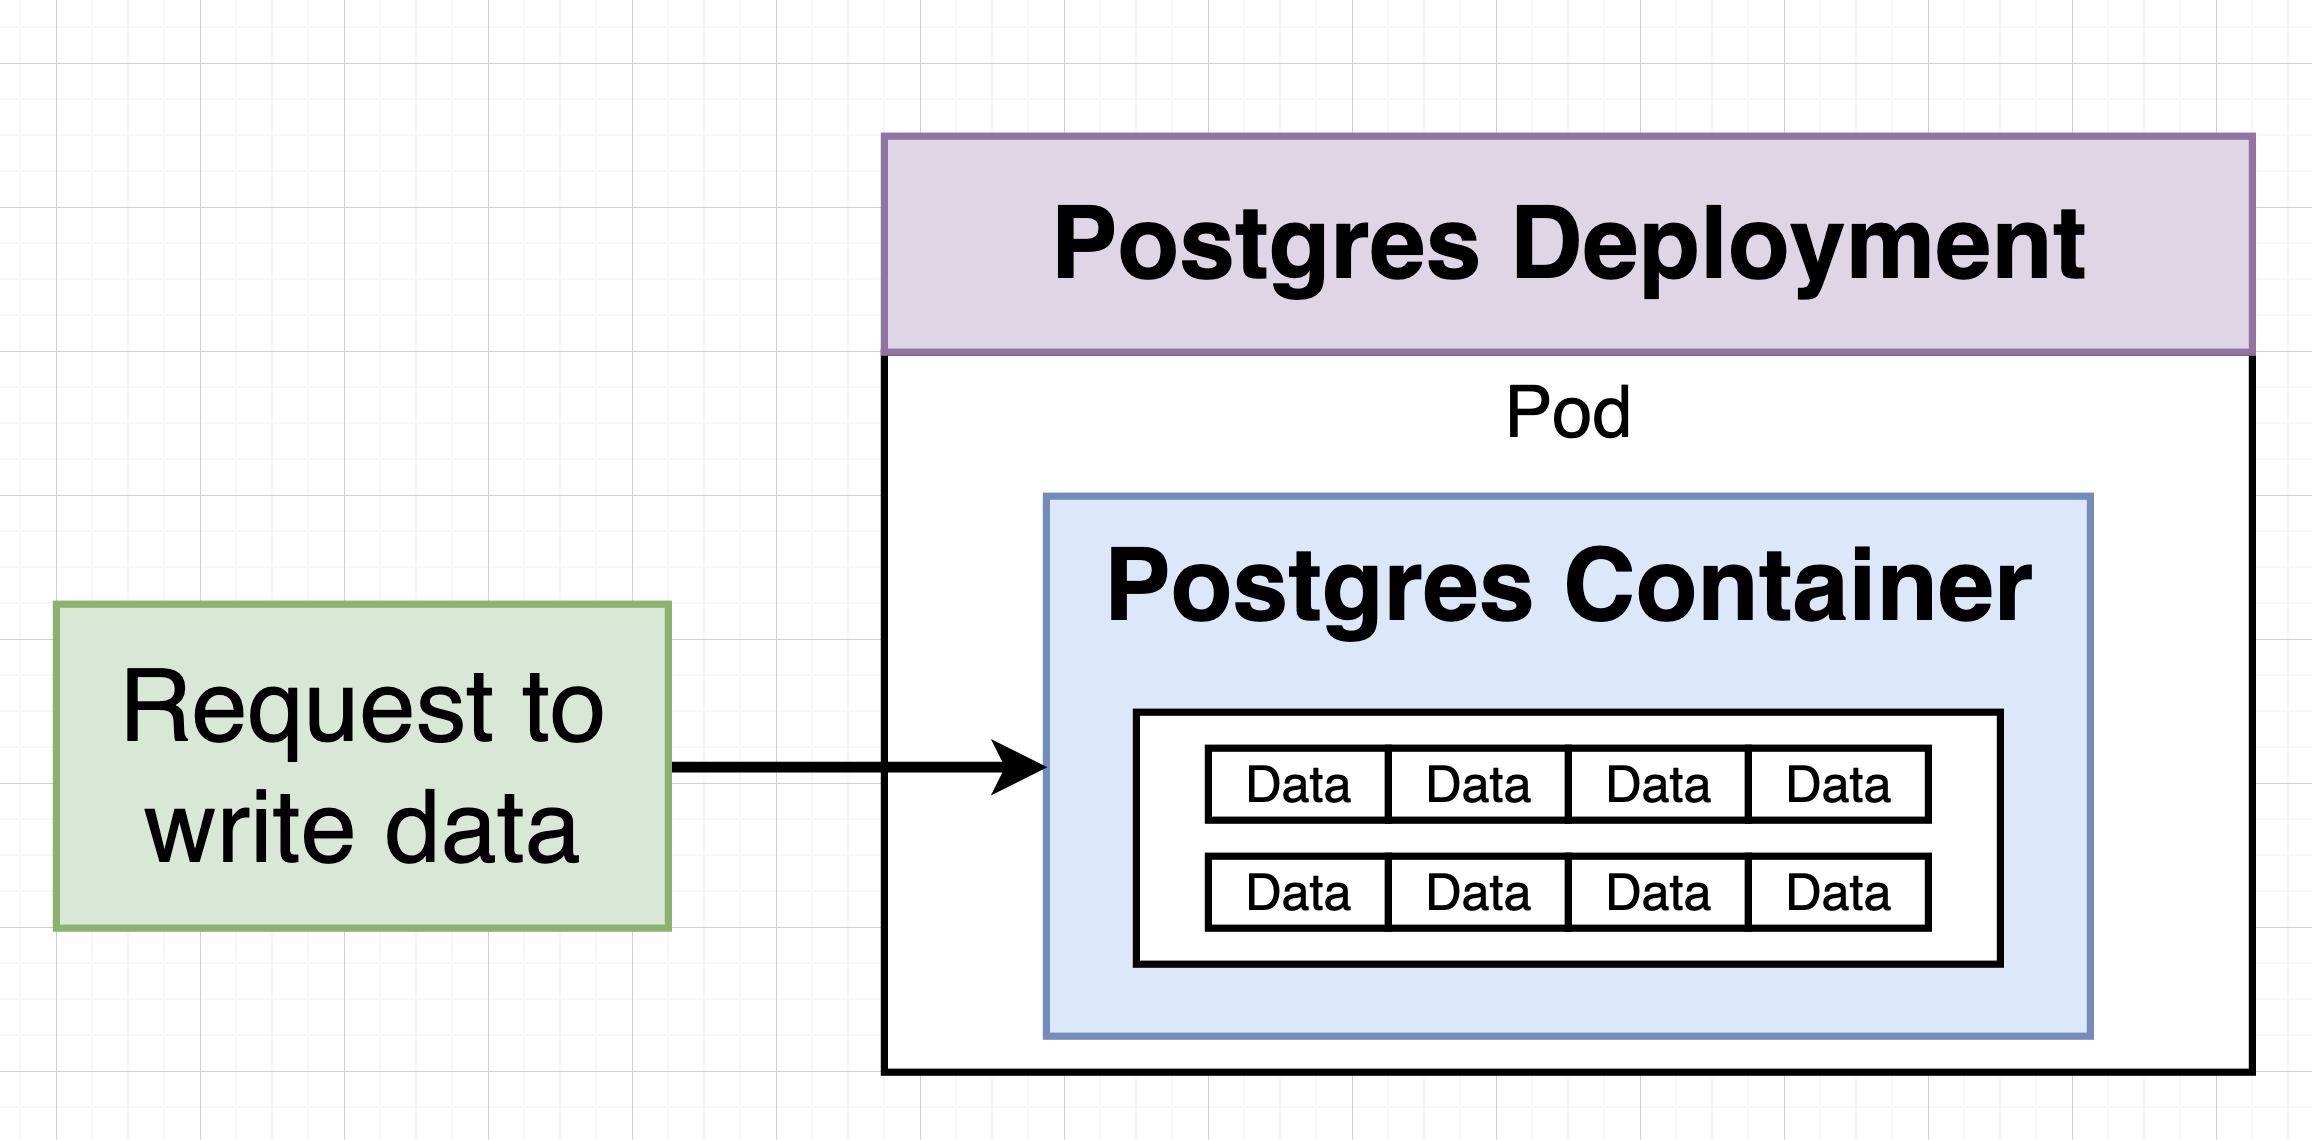 Postgres Deployment
Pod
Postgres Container
Request to
write data
Data Data Data Data
Data Data Data Data